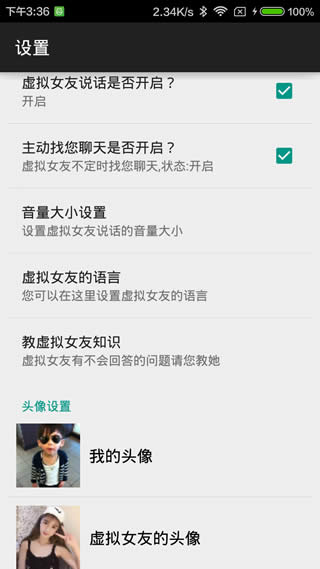 下午3:36 2.34K/s 100%
设置
虚拟女友说话是否开启？
开启
主动找您聊天是否开启？
虚拟女友不定时找您聊天,状态:开启
音量大小设置
设置虚拟女友说话的音量大小
虚拟女友的语言
您可以在这里设置虚拟女友的语言
教虚拟女友知识
虚拟女友有不会回答的问题请您教她
头像设置
我的头像
虚拟女友的头像